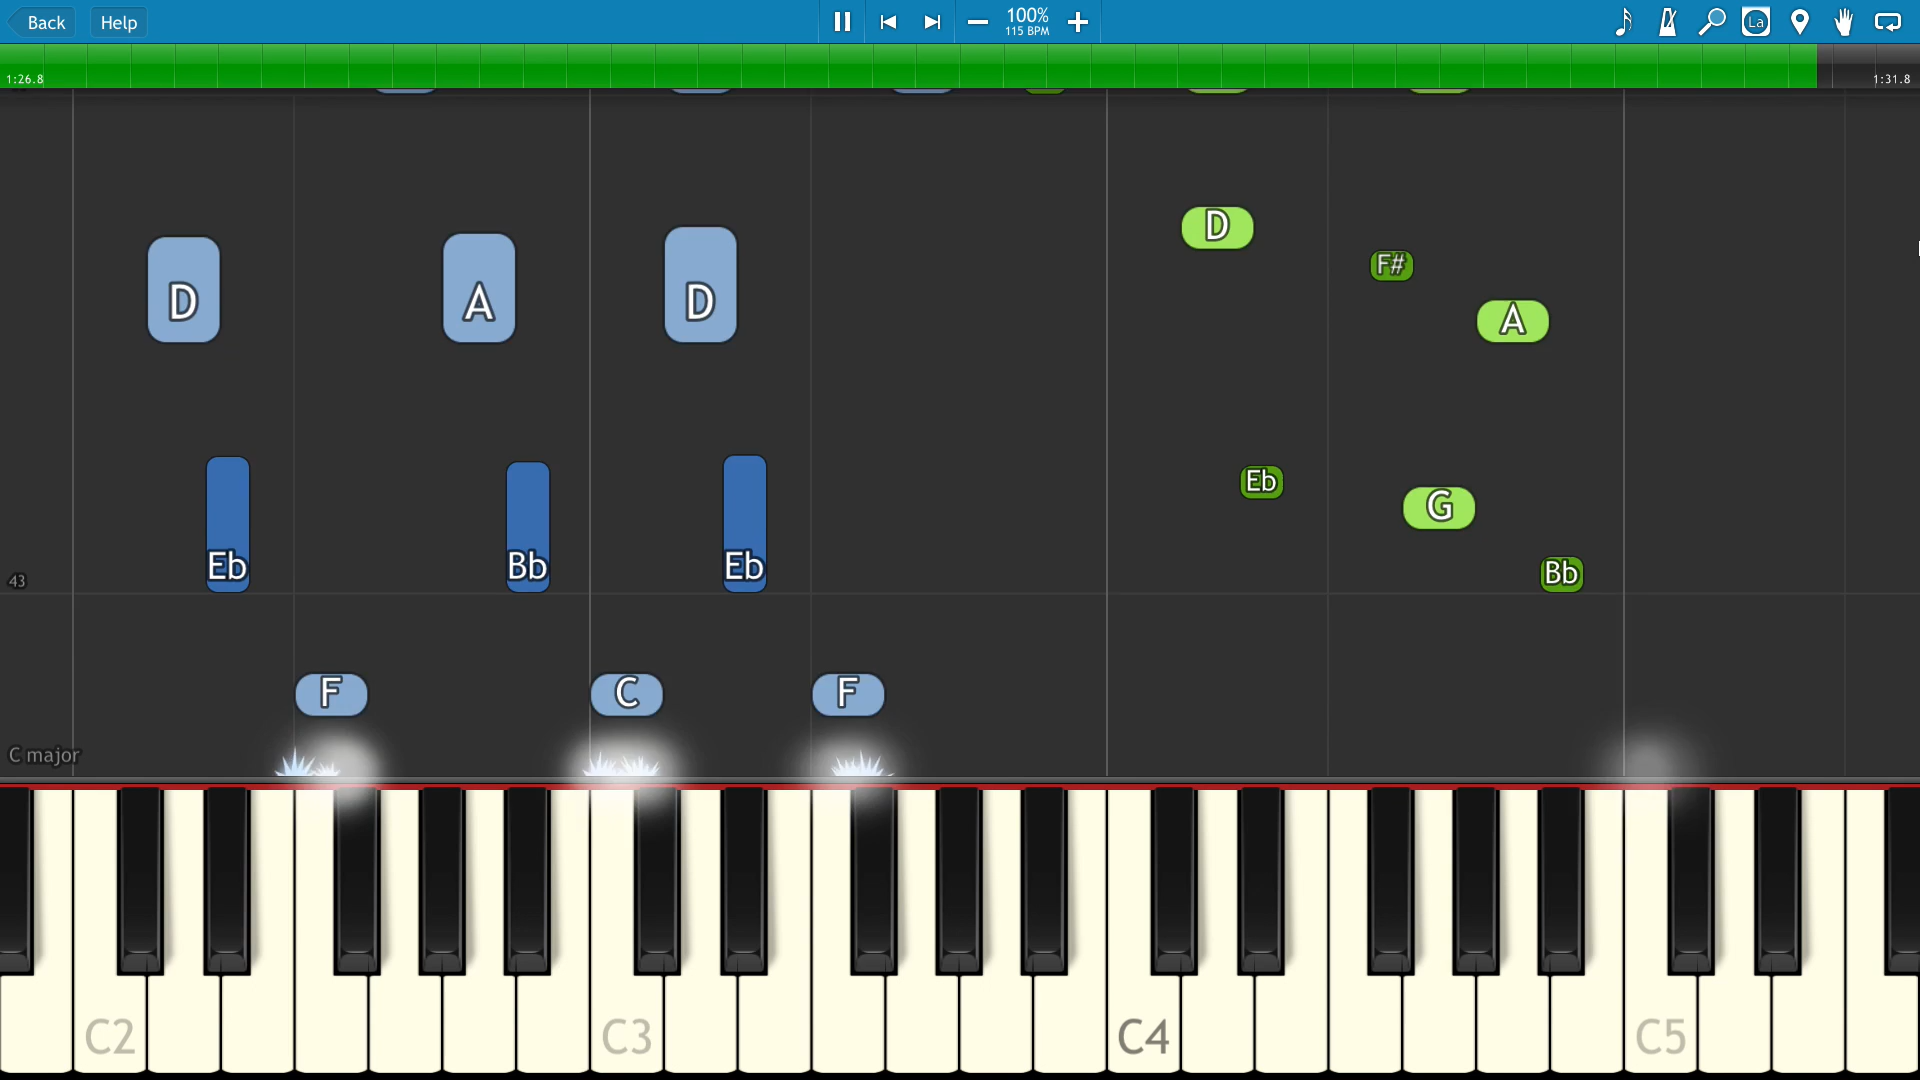 Back Help 100% La
115 BPM
1:26.8 1:31.8
D
F#
D A D A
Eb G
Eb Bb Eb Bb
43
F C F
C major
C2 C3 C4 C5